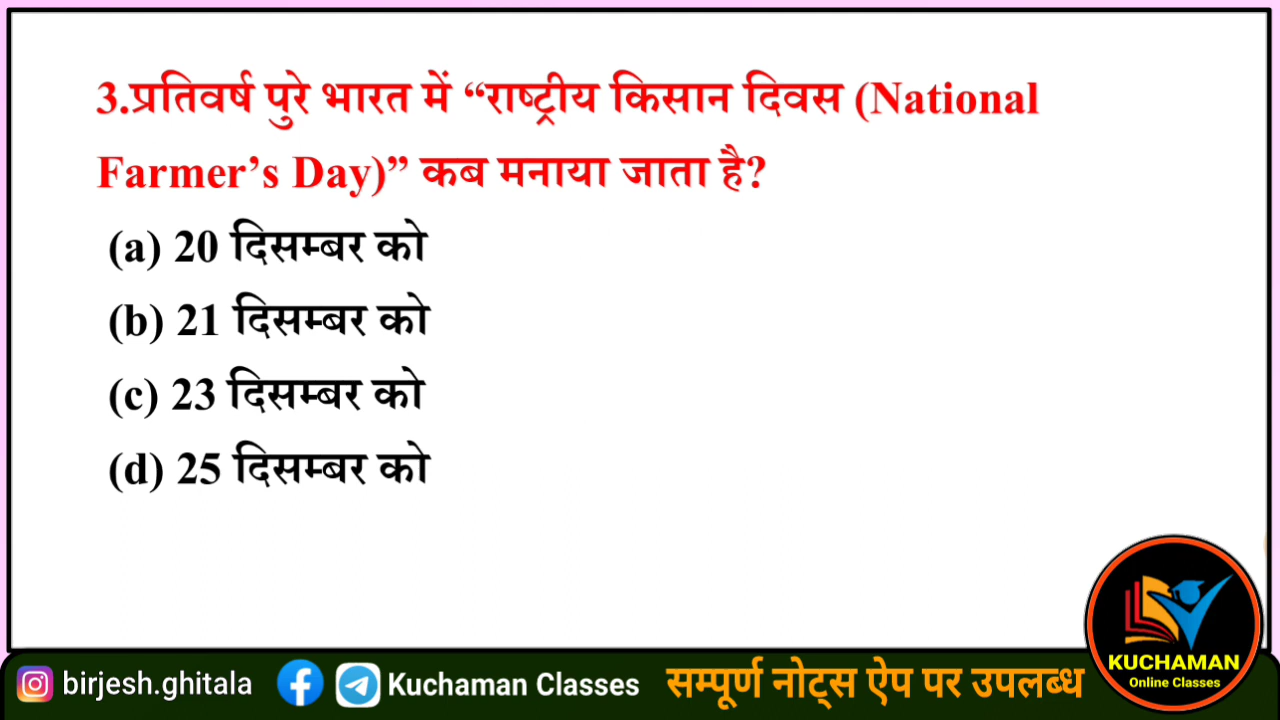 3.प्रतिवर्ष पुरे भारत में “राष्ट्रीय किसान दिवस (National
Farmer’s Day)” कब मनाया जाता है?
(a) 20 दिसम्बर को
(b) 21 दिसम्बर को
(c) 23 दिसम्बर को
(d) 25 दिसम्बर को
KUCHAMAN
Online Classes
birjesh.ghitala Kuchaman Classes सम्पूर्ण नोट्स ऐप पर उपलब्ध